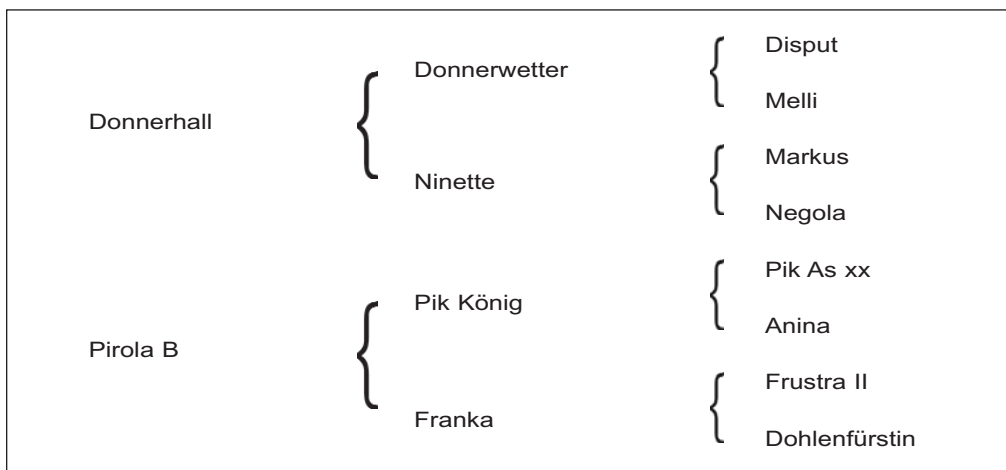 Disput
Donnerwetter
Melli
Donnerhall
Markus
Ninette
Negola
Pik As xx
Pik König
Anina
Pirola B
Frustra II
Franka
Dohlenfürstin